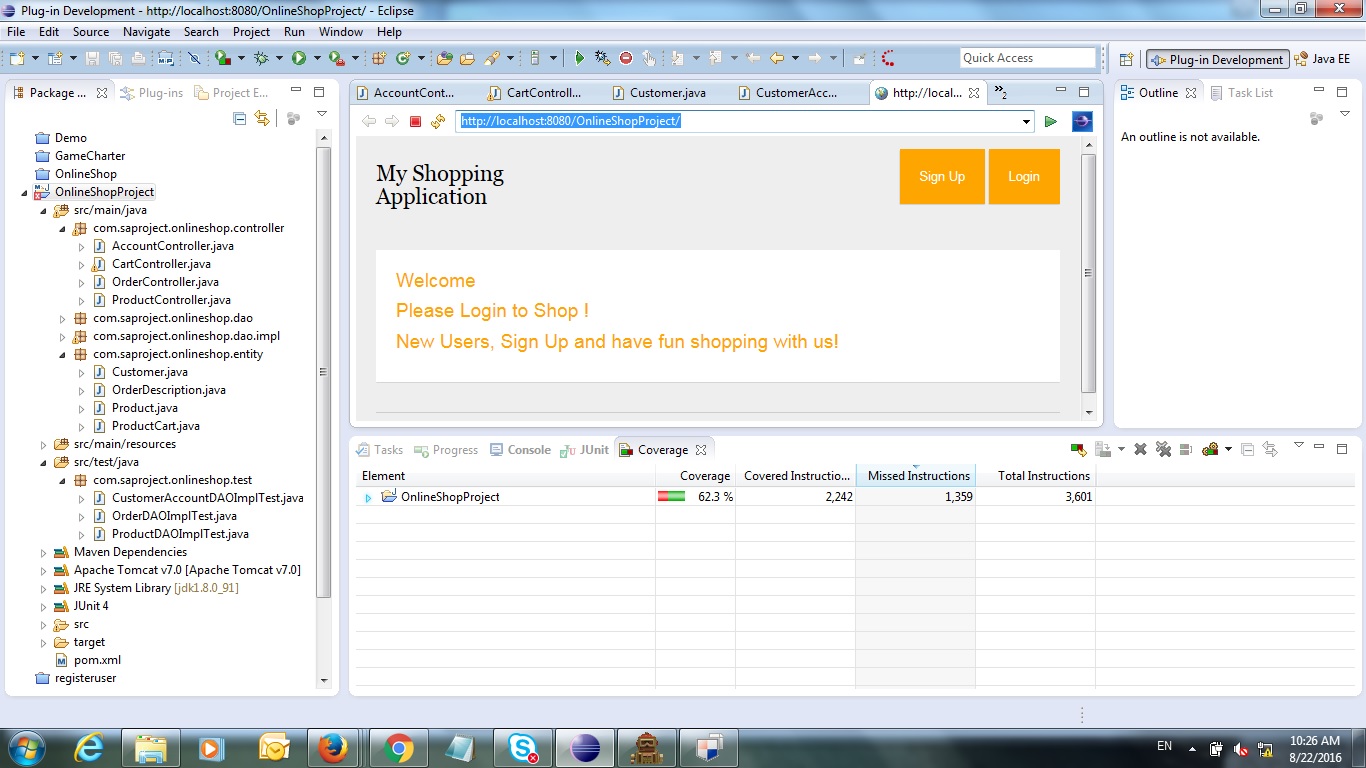 Plug-in Development - http://localhost:8080/OnlineShopProject/ - Eclipse
File Edit Source Navigate Search Project Run Window Help
Quick Access
Plug-in Development
Java EE
Package ...
Plug-ins
Project E...
Demo
GameCharter
OnlineShop
OnlineShopProject
src/main/java
com.saproject.onlineshop.controller
AccountController.java
CartController.java
OrderController.java
ProductController.java
com.saproject.onlineshop.dao
com.saproject.onlineshop.dao.impl
com.saproject.onlineshop.entity
Customer.java
OrderDescription.java
Product.java
ProductCart.java
src/main/resources
src/test/java
com.saproject.onlineshop.test
CustomerAccountDAOImplTest.java
OrderDAOImplTest.java
ProductDAOImplTest.java
Maven Dependencies
Apache Tomcat v7.0 [Apache Tomcat v7.0]
JRE System Library [jdk1.8.0_91]
JUnit 4
src
target
pom.xml
registeruser
AccountCont...
CartControll...
Customer.java
CustomerAcc...
http://local...
»2
http://localhost:8080/OnlineShopProject/
My Shopping
Application
Sign Up
Login
Welcome
Please Login to Shop !
New Users, Sign Up and have fun shopping with us!
Outline
Task List
An outline is not available.
Tasks
Progress
Console
JUnit
Coverage
Element Coverage Covered Instructio... Missed Instructions Total Instructions
OnlineShopProject 62.3 % 2,242 1,359 3,601
EN
10:26 AM
8/22/2016